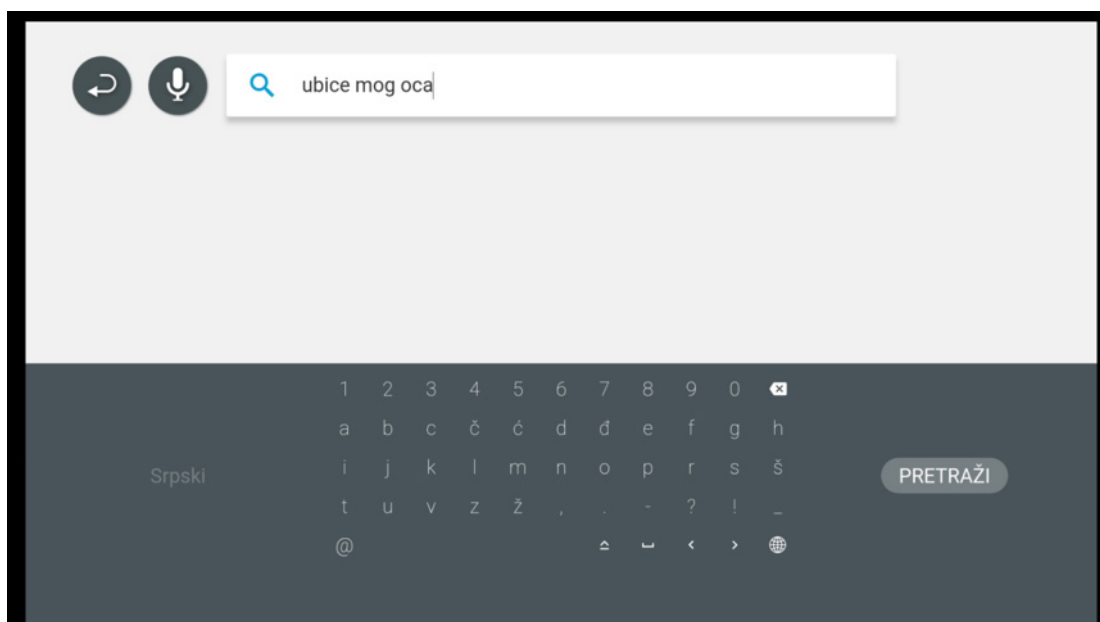 ubice mog oca
1 2 3 4 5 6 7 8 9 0
a b c č ć d đ e f g h
Srpski
i j k l m n o p r s š
PRETRAŽI
t u v z ž , . - ? ! _
@